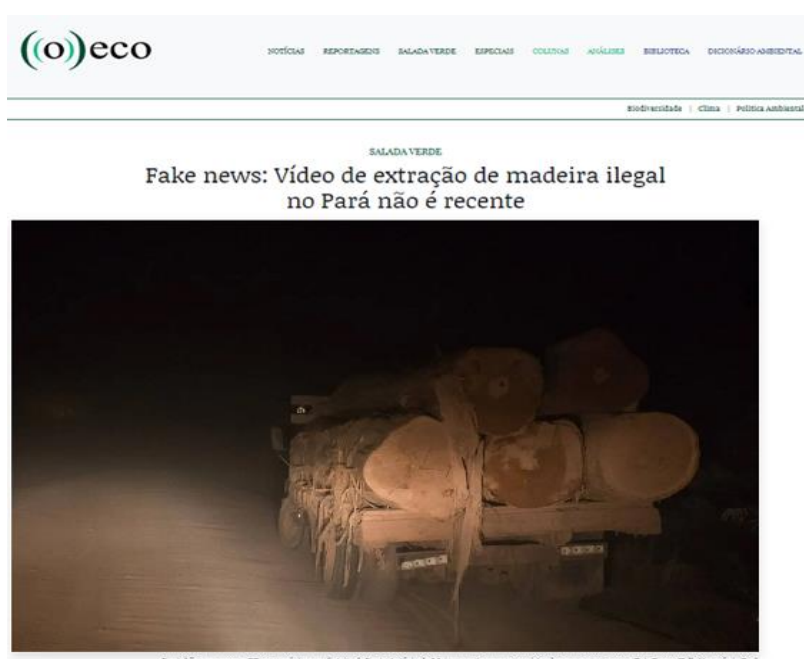 ((o))eco
NOTÍCIAS REPORTAGENS SALADA VERDE ESPECIAIS COLUNAS ANÁLISES BIBLIOTECA DICIONÁRIO AMBIENTAL
Biodiversidade | Clima | Política Ambiental
SALADA VERDE
Fake news: Vídeo de extração de madeira ilegal
no Pará não é recente